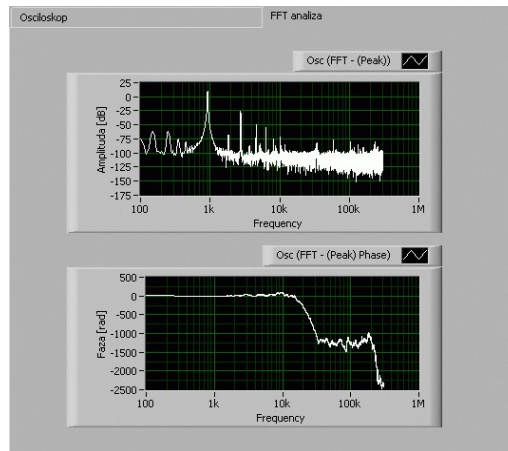 Osciloskop
FFT analiza
Osc (FFT - (Peak))
Amplituda [dB]
25
0
-25
-50
-75
-100
-125
-150
-175
100 1k 10k 100k 1M
Frequency
Osc (FFT - (Peak) Phase)
Faza [rad]
500
0
-500
-1000
-1500
-2000
-2500
100 1k 10k 100k 1M
Frequency